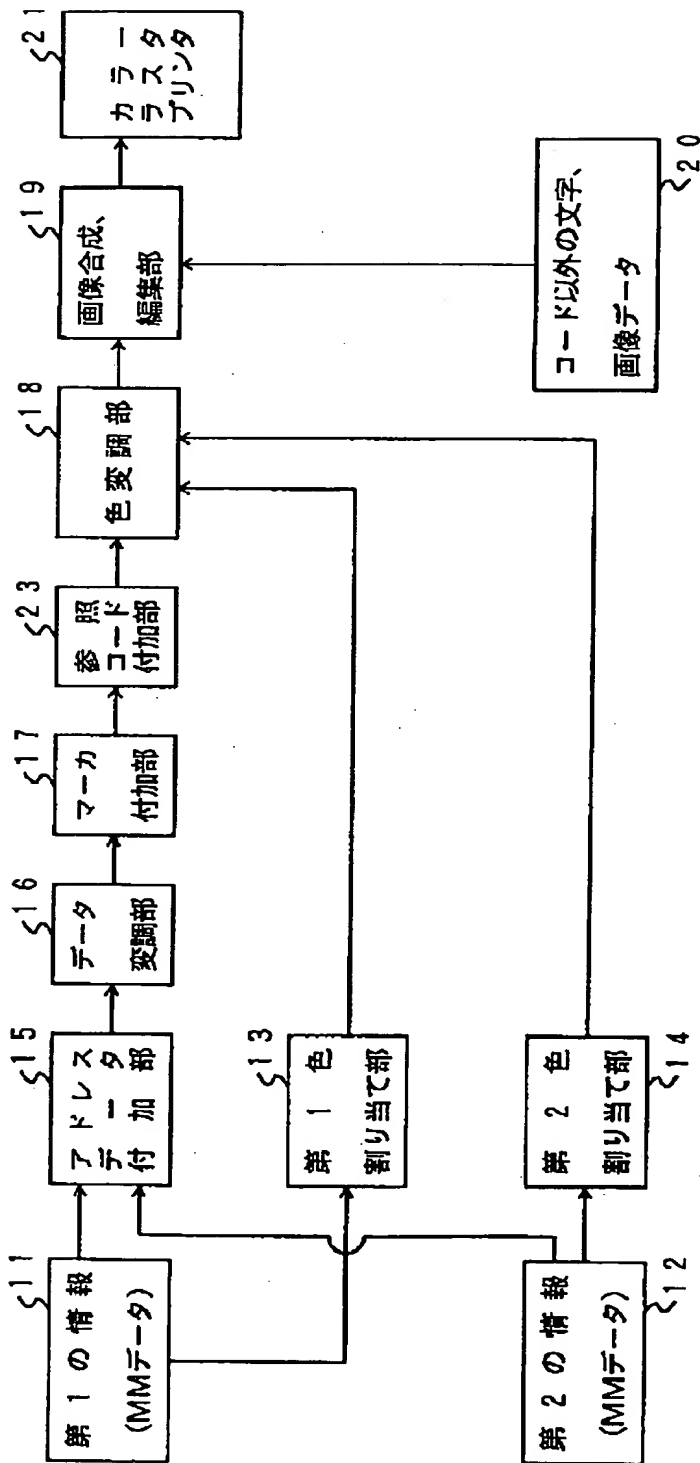 11
第1の情報
(MMデータ)
第2の情報
(MMデータ)
12
15
アドレス
データ
付加部
13
第1色
割り当て部
第2色
割り当て部
14
16
データ
変調部
17
マーカ
付加部
23
参照
コード
付加部
18
色変調部
19
画像合成、
編集部
コード以外の文字、
画像データ
20
21
カラー
ラスタ
プリンタ